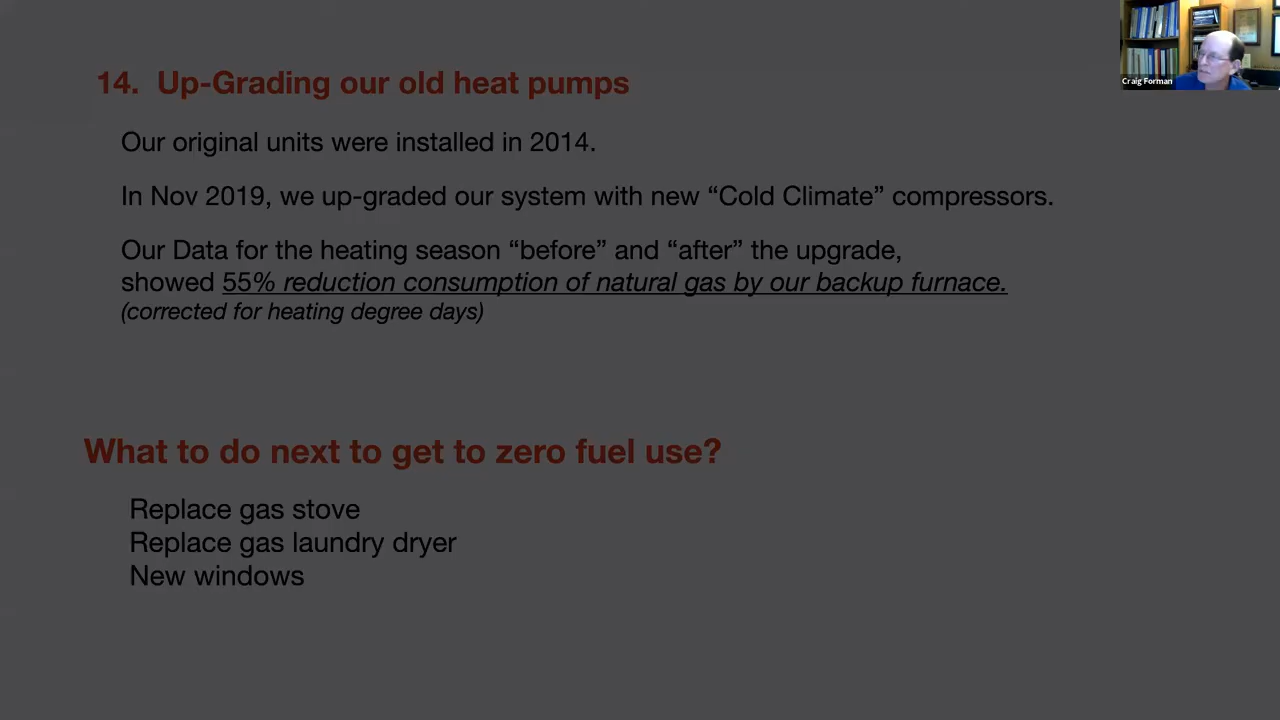 14. Up-Grading our old heat pumps
Craig Forman
Our original units were installed in 2014.
In Nov 2019, we up-graded our system with new “Cold Climate” compressors.
Our Data for the heating season “before” and “after” the upgrade,
showed 55% reduction consumption of natural gas by our backup furnace.
(corrected for heating degree days)
What to do next to get to zero fuel use?
Replace gas stove
Replace gas laundry dryer
New windows